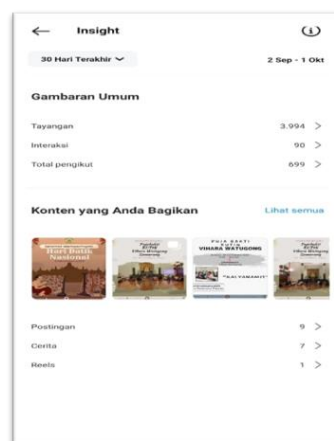 Insight
30 Hari Terakhir
2 Sep - 1 Okt
Gambaran Umum
Tayangan 3.994
Interaksi 90
Total pengikut 699
Konten yang Anda Bagikan Lihat semua
Hari Batik
Nasional
PUJA BAKTI
VIHARA WATUGONG
"KALYANAMIT"
Postingan 9
Cerita 7
Reels 1